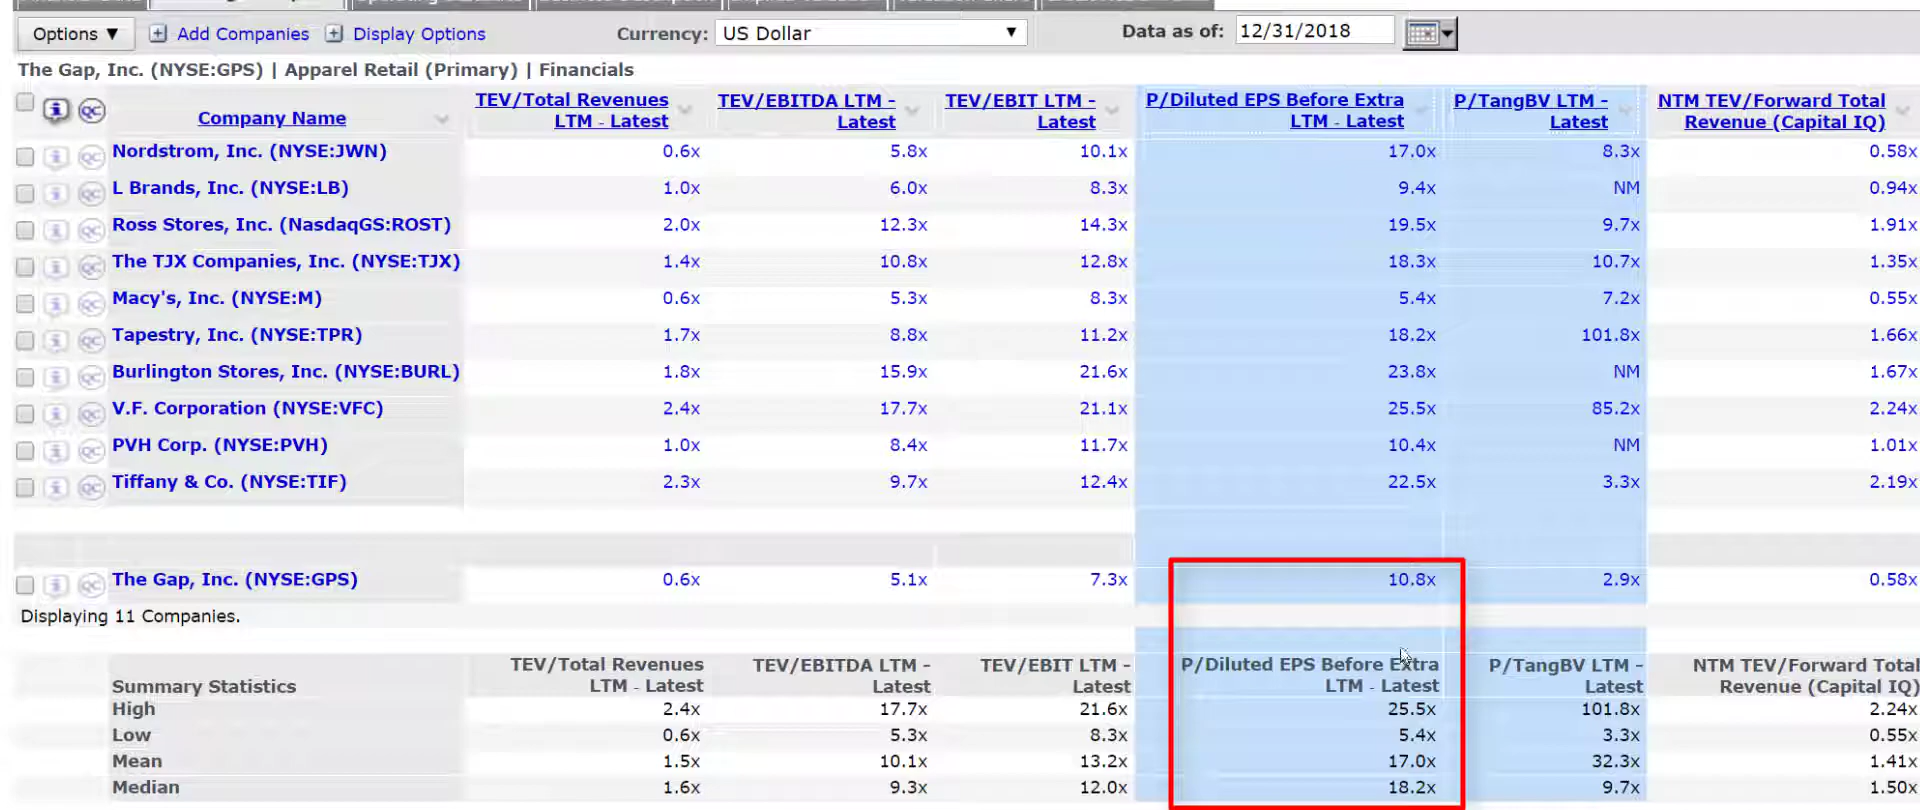 Options ▼ Add Companies Display Options Currency: US Dollar ▼ Data as of: 12/31/2018
The Gap, Inc. (NYSE:GPS) | Apparel Retail (Primary) | Financials
Company Name TEV/Total Revenues LTM - Latest TEV/EBITDA LTM - Latest TEV/EBIT LTM - Latest P/Diluted EPS Before Extra LTM - Latest P/TangBV LTM - Latest NTM TEV/Forward Total Revenue (Capital IQ)
Nordstrom, Inc. (NYSE:JWN) 0.6x 5.8x 10.1x 17.0x 8.3x 0.58x
L Brands, Inc. (NYSE:LB) 1.0x 6.0x 8.3x 9.4x NM 0.94x
Ross Stores, Inc. (NasdaqGS:ROST) 2.0x 12.3x 14.3x 19.5x 9.7x 1.91x
The TJX Companies, Inc. (NYSE:TJX) 1.4x 10.8x 12.8x 18.3x 10.7x 1.35x
Macy's, Inc. (NYSE:M) 0.6x 5.3x 8.3x 5.4x 7.2x 0.55x
Tapestry, Inc. (NYSE:TPR) 1.7x 8.8x 11.2x 18.2x 101.8x 1.66x
Burlington Stores, Inc. (NYSE:BURL) 1.8x 15.9x 21.6x 23.8x NM 1.67x
V.F. Corporation (NYSE:VFC) 2.4x 17.7x 21.1x 25.5x 85.2x 2.24x
PVH Corp. (NYSE:PVH) 1.0x 8.4x 11.7x 10.4x NM 1.01x
Tiffany & Co. (NYSE:TIF) 2.3x 9.7x 12.4x 22.5x 3.3x 2.19x
The Gap, Inc. (NYSE:GPS) 0.6x 5.1x 7.3x 10.8x 2.9x 0.58x
Displaying 11 Companies.
Summary Statistics TEV/Total Revenues LTM - Latest TEV/EBITDA LTM - Latest TEV/EBIT LTM - Latest P/Diluted EPS Before Extra LTM - Latest P/TangBV LTM - Latest NTM TEV/Forward Total Revenue (Capital IQ)
High 2.4x 17.7x 21.6x 25.5x 101.8x 2.24x
Low 0.6x 5.3x 8.3x 5.4x 3.3x 0.55x
Mean 1.5x 10.1x 13.2x 17.0x 32.3x 1.41x
Median 1.6x 9.3x 12.0x 18.2x 9.7x 1.50x